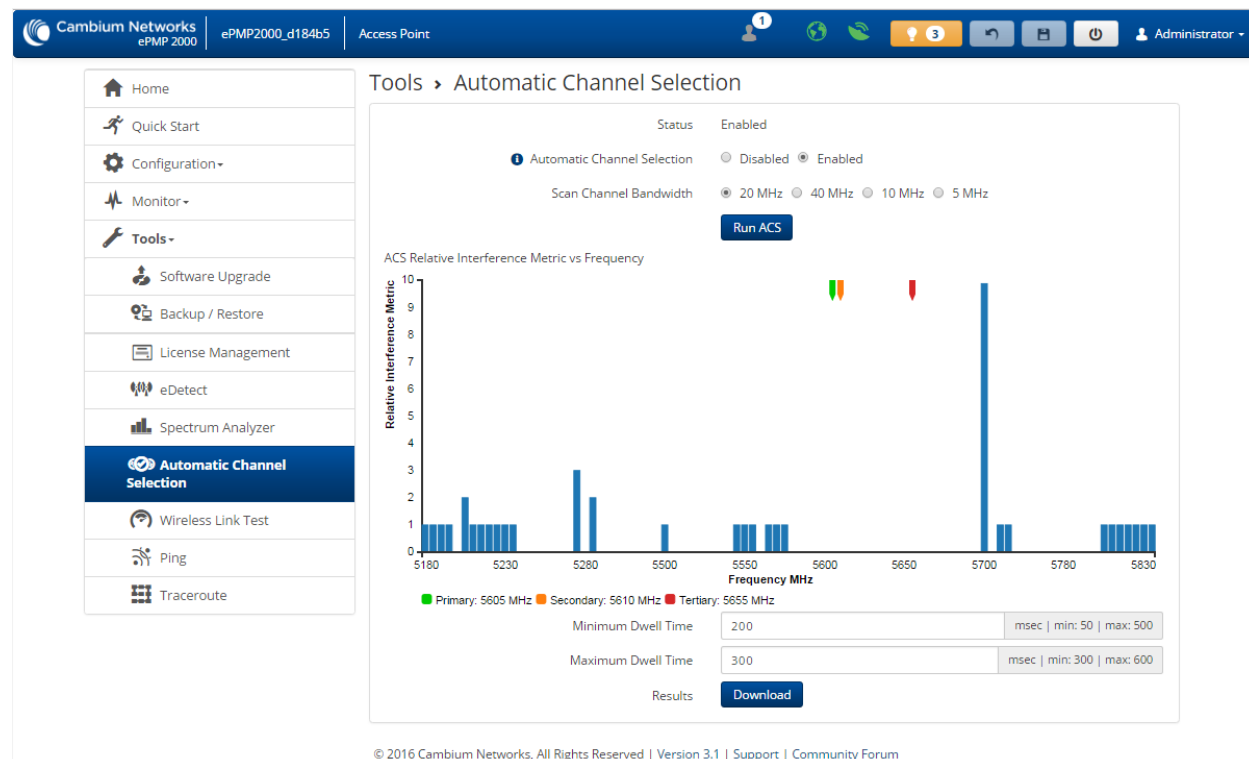 Cambium Networks
ePMP 2000
ePMP2000_d184b5
Access Point
1
3
Administrator
Home
Quick Start
Configuration
Monitor
Tools
Software Upgrade
Backup / Restore
License Management
eDetect
Spectrum Analyzer
Automatic Channel
Selection
Wireless Link Test
Ping
Traceroute
Tools › Automatic Channel Selection
Status Enabled
Automatic Channel Selection Disabled Enabled
Scan Channel Bandwidth 20 MHz 40 MHz 10 MHz 5 MHz
Run ACS
ACS Relative Interference Metric vs Frequency
Relative Interference Metric
10
9
8
7
6
5
4
3
2
1
0
5180 5230 5280 5500 5550 5600 5650 5700 5780 5830
Frequency MHz
Primary: 5605 MHz Secondary: 5610 MHz Tertiary: 5655 MHz
Minimum Dwell Time 200 msec | min: 50 | max: 500
Maximum Dwell Time 300 msec | min: 300 | max: 600
Results Download
© 2016 Cambium Networks. All Rights Reserved | Version 3.1 | Support | Community Forum